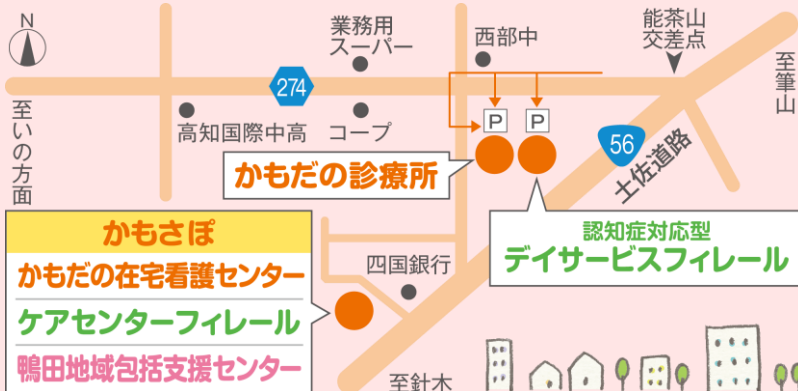 N
業務用
スーパー
西部中
能茶山
交差点
至筆山
274
至いの方面
高知国際中高
コープ
P
P
56
土佐道路
かもだの診療所
認知症対応型
デイサービスフィレール
かもさぽ
かもだの在宅看護センター
ケアセンターフィレール
鴨田地域包括支援センター
四国銀行
至針木